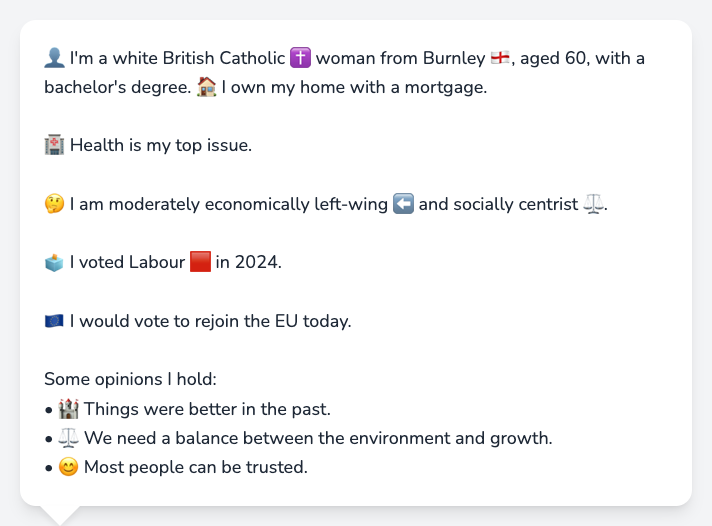 👤 I'm a white British Catholic ✝️ woman from Burnley 🏴󠁧󠁢󠁥󠁮󠁧󠁿, aged 60, with a
bachelor's degree. 🏠 I own my home with a mortgage.
🏥 Health is my top issue.
🤔 I am moderately economically left-wing ⬅️ and socially centrist ⚖️.
🗳️ I voted Labour 🟥 in 2024.
🇪🇺 I would vote to rejoin the EU today.
Some opinions I hold:
• 🏰 Things were better in the past.
• ⚖️ We need a balance between the environment and growth.
• 😊 Most people can be trusted.